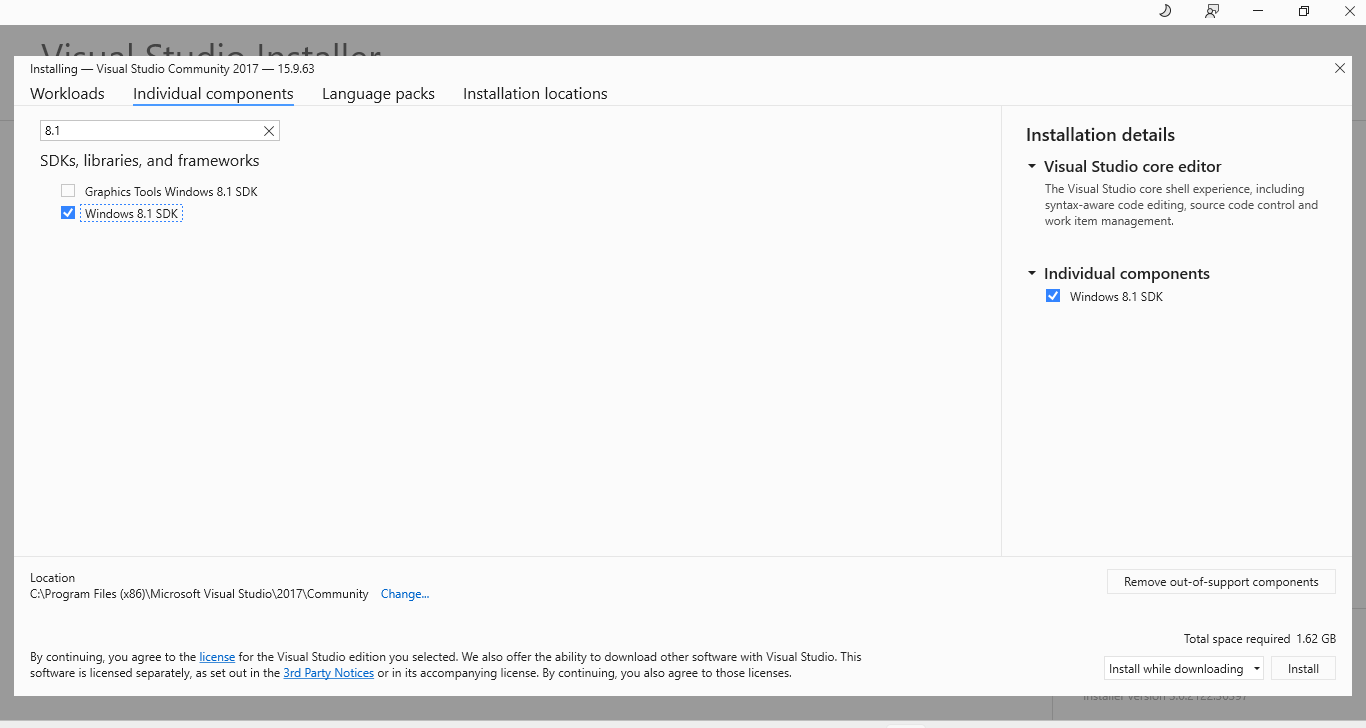 Visual Studio Installer
Installing — Visual Studio Community 2017 — 15.9.63
Workloads
Individual components
Language packs
Installation locations
8.1
SDKs, libraries, and frameworks
Graphics Tools Windows 8.1 SDK
Windows 8.1 SDK
Installation details
Visual Studio core editor
The Visual Studio core shell experience, including
syntax-aware code editing, source code control and
work item management.
Individual components
Windows 8.1 SDK
Location
C:\Program Files (x86)\Microsoft Visual Studio\2017\Community Change...
Remove out-of-support components
Total space required 1.62 GB
By continuing, you agree to the license for the Visual Studio edition you selected. We also offer the ability to download other software with Visual Studio. This
software is licensed separately, as set out in the 3rd Party Notices or in its accompanying license. By continuing, you also agree to those licenses.
Install while downloading
Install